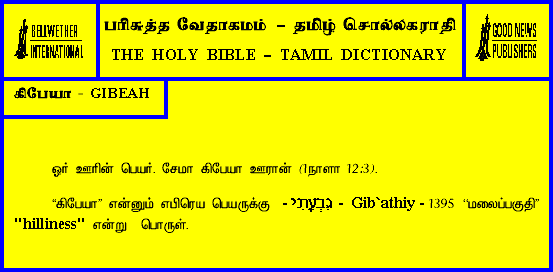 BELLWETHER
INTERNATIONAL
பரிசுத்த வேதாகமம் – தமிழ் சொல்லகராதி
THE HOLY BIBLE – TAMIL DICTIONARY
GOOD NEWS
PUBLISHERS
கிபேயா - GIBEAH
ஓர் ஊரின் பெயர். சேமா கிபேயா ஊரான் (1நாளா 12:3).
“கிபேயா” என்னும் எபிரெய பெயருக்கு - גִּבְעָתִי - Gib`athiy - 1395 “மலைப்பகுதி”
"hilliness" என்று பொருள்.